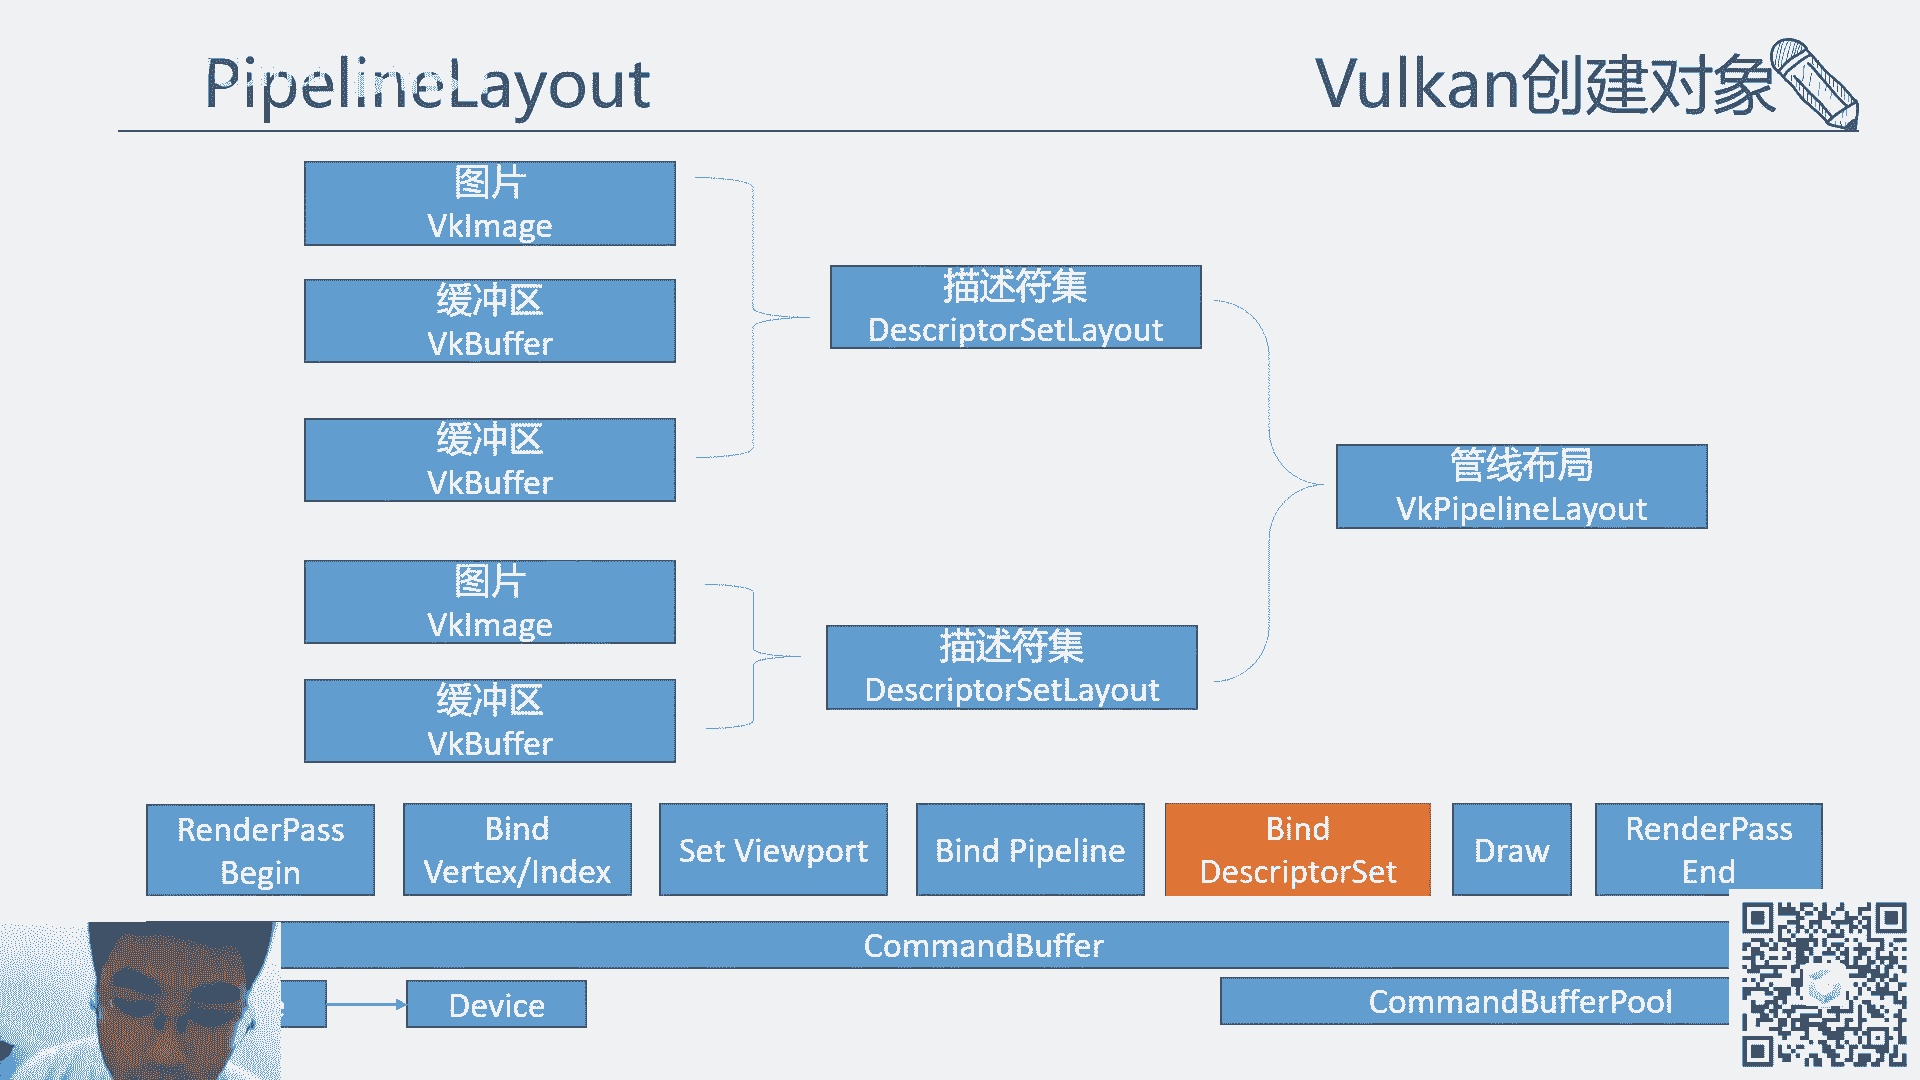 PipelineLayout
Vulkan创建对象
图片
VkImage
缓冲区
VkBuffer
缓冲区
VkBuffer
图片
VkImage
缓冲区
VkBuffer
描述符集
DescriptorSetLayout
描述符集
DescriptorSetLayout
管线布局
VkPipelineLayout
RenderPass
Begin
Bind
Vertex/Index
Set Viewport
Bind Pipeline
Bind
DescriptorSet
Draw
RenderPass
End
CommandBuffer
Device
CommandBufferPool